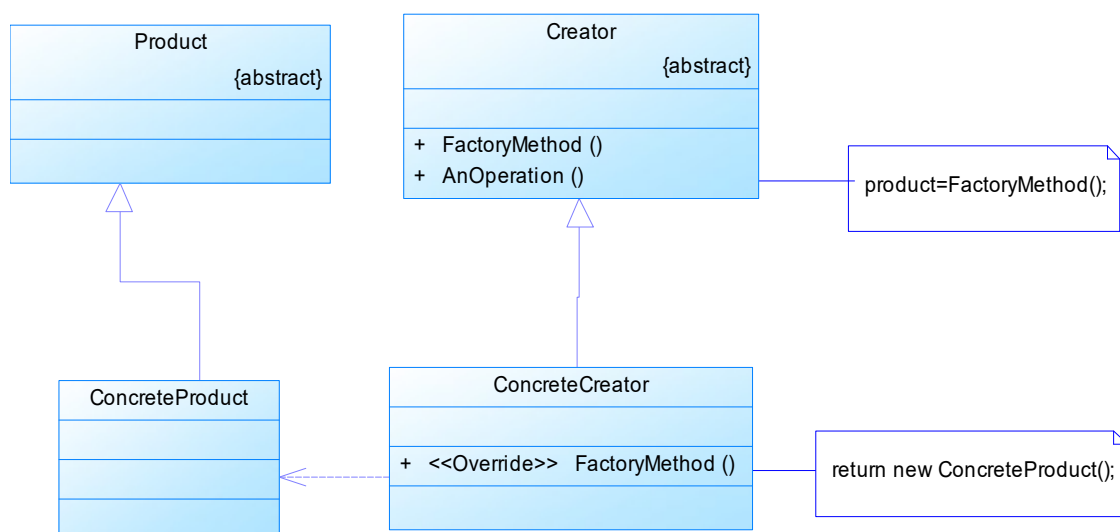 Product
{abstract}
Creator
{abstract}
+ FactoryMethod ()
+ AnOperation ()
product=FactoryMethod();
ConcreteProduct
ConcreteCreator
+ <<Override>> FactoryMethod ()
return new ConcreteProduct();